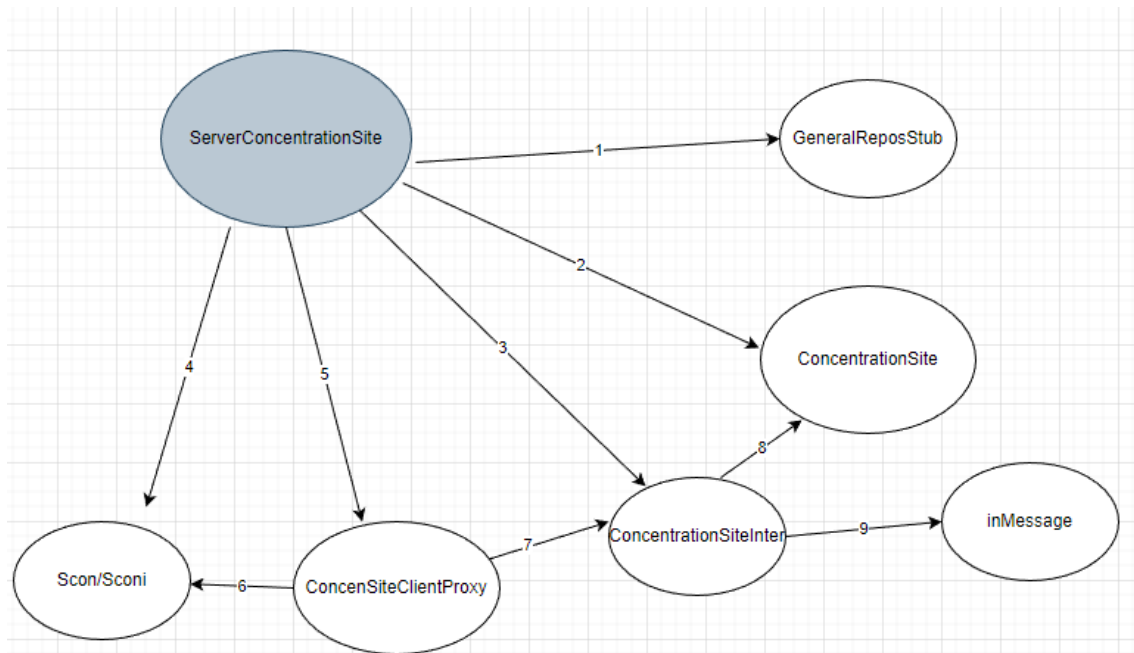 ServerConcentrationSite
GeneralReposStub
1
2
3
ConcentrationSite
4
5
8
inMessage
7
ConcentrationSiteInter
9
Scon/Sconi
6
ConcenSiteClientProxy